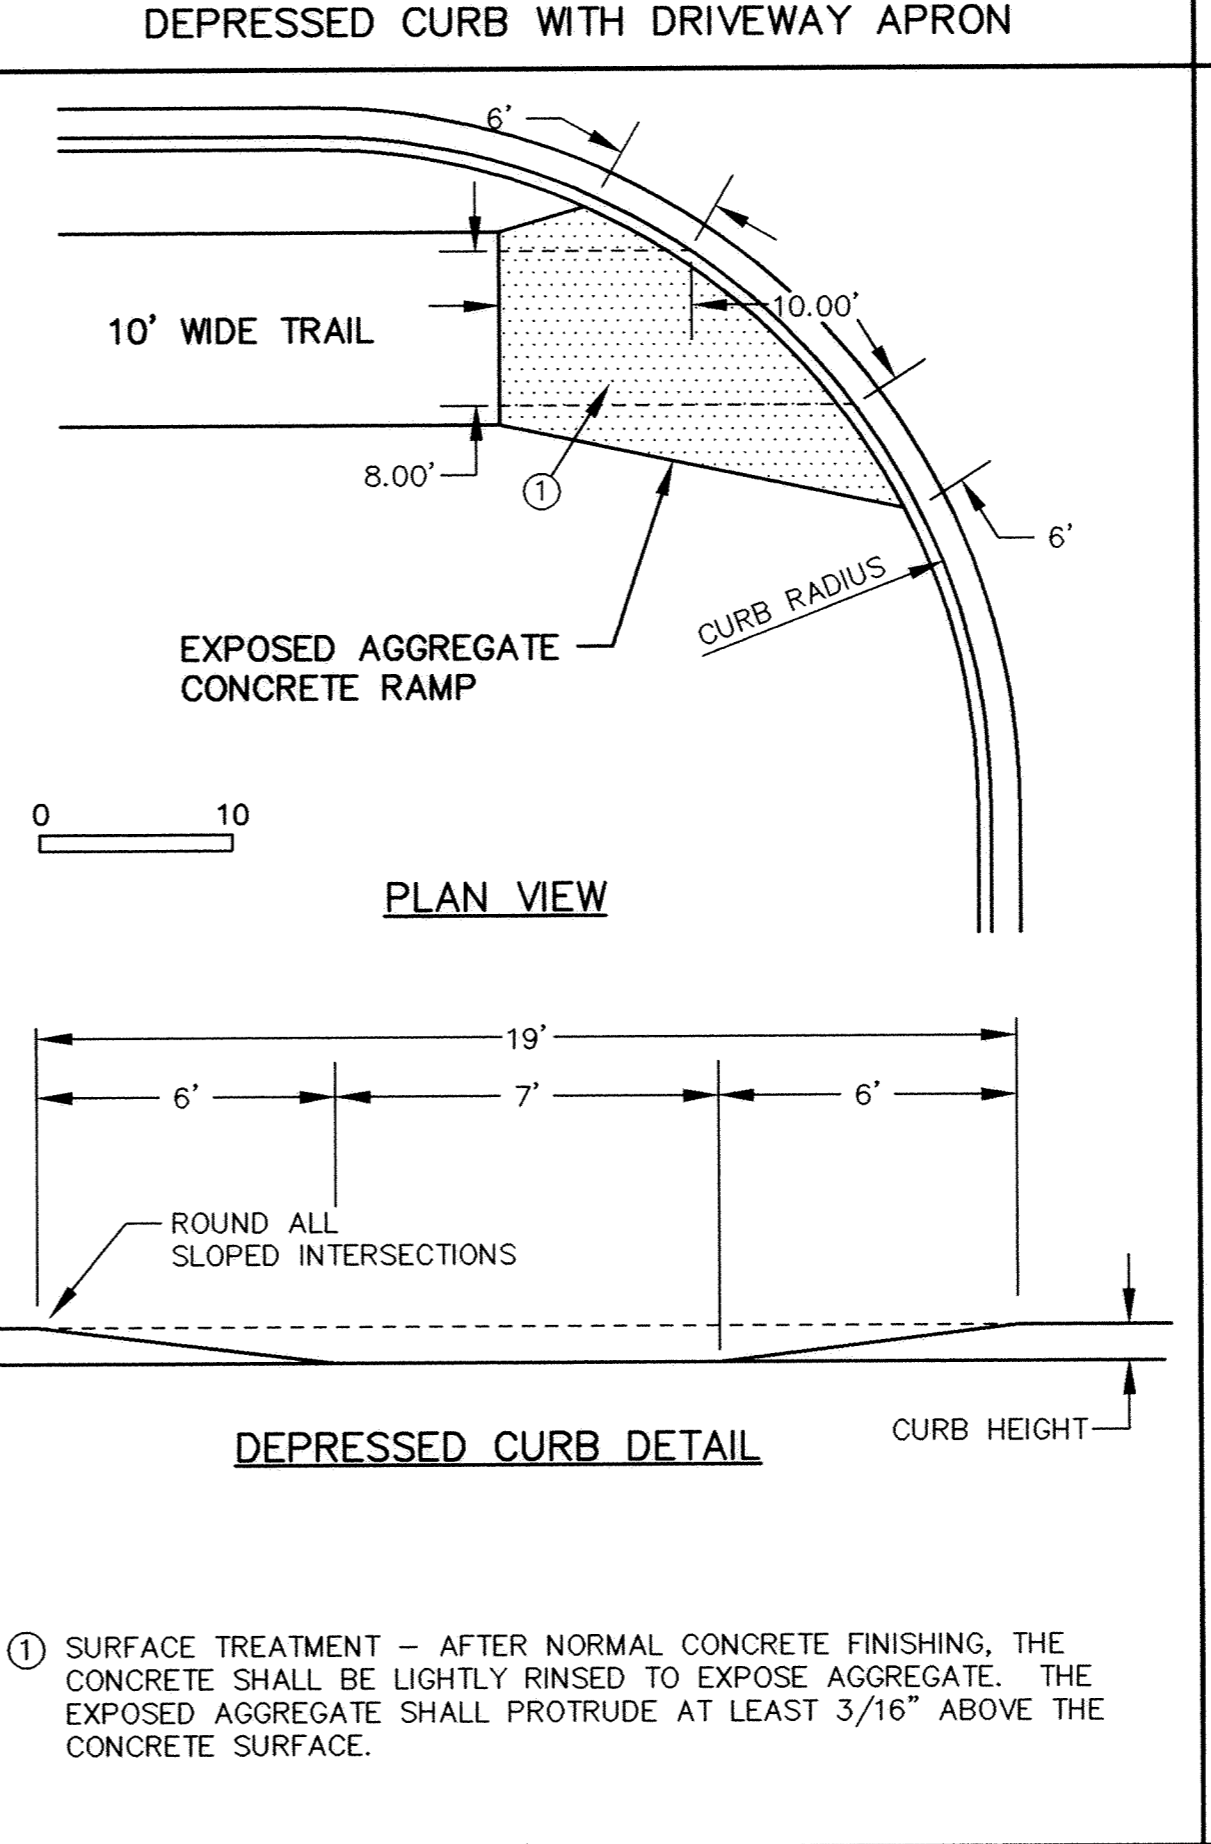 DEPRESSED CURB WITH DRIVEWAY APRON
6'
10.00'
10' WIDE TRAIL
8.00'
1
6'
CURB RADIUS
EXPOSED AGGREGATE
CONCRETE RAMP
0 10
PLAN VIEW
19'
6' 7' 6'
ROUND ALL
SLOPED INTERSECTIONS
CURB HEIGHT
DEPRESSED CURB DETAIL
1 SURFACE TREATMENT – AFTER NORMAL CONCRETE FINISHING, THE
CONCRETE SHALL BE LIGHTLY RINSED TO EXPOSE AGGREGATE. THE
EXPOSED AGGREGATE SHALL PROTRUDE AT LEAST 3/16" ABOVE THE
CONCRETE SURFACE.